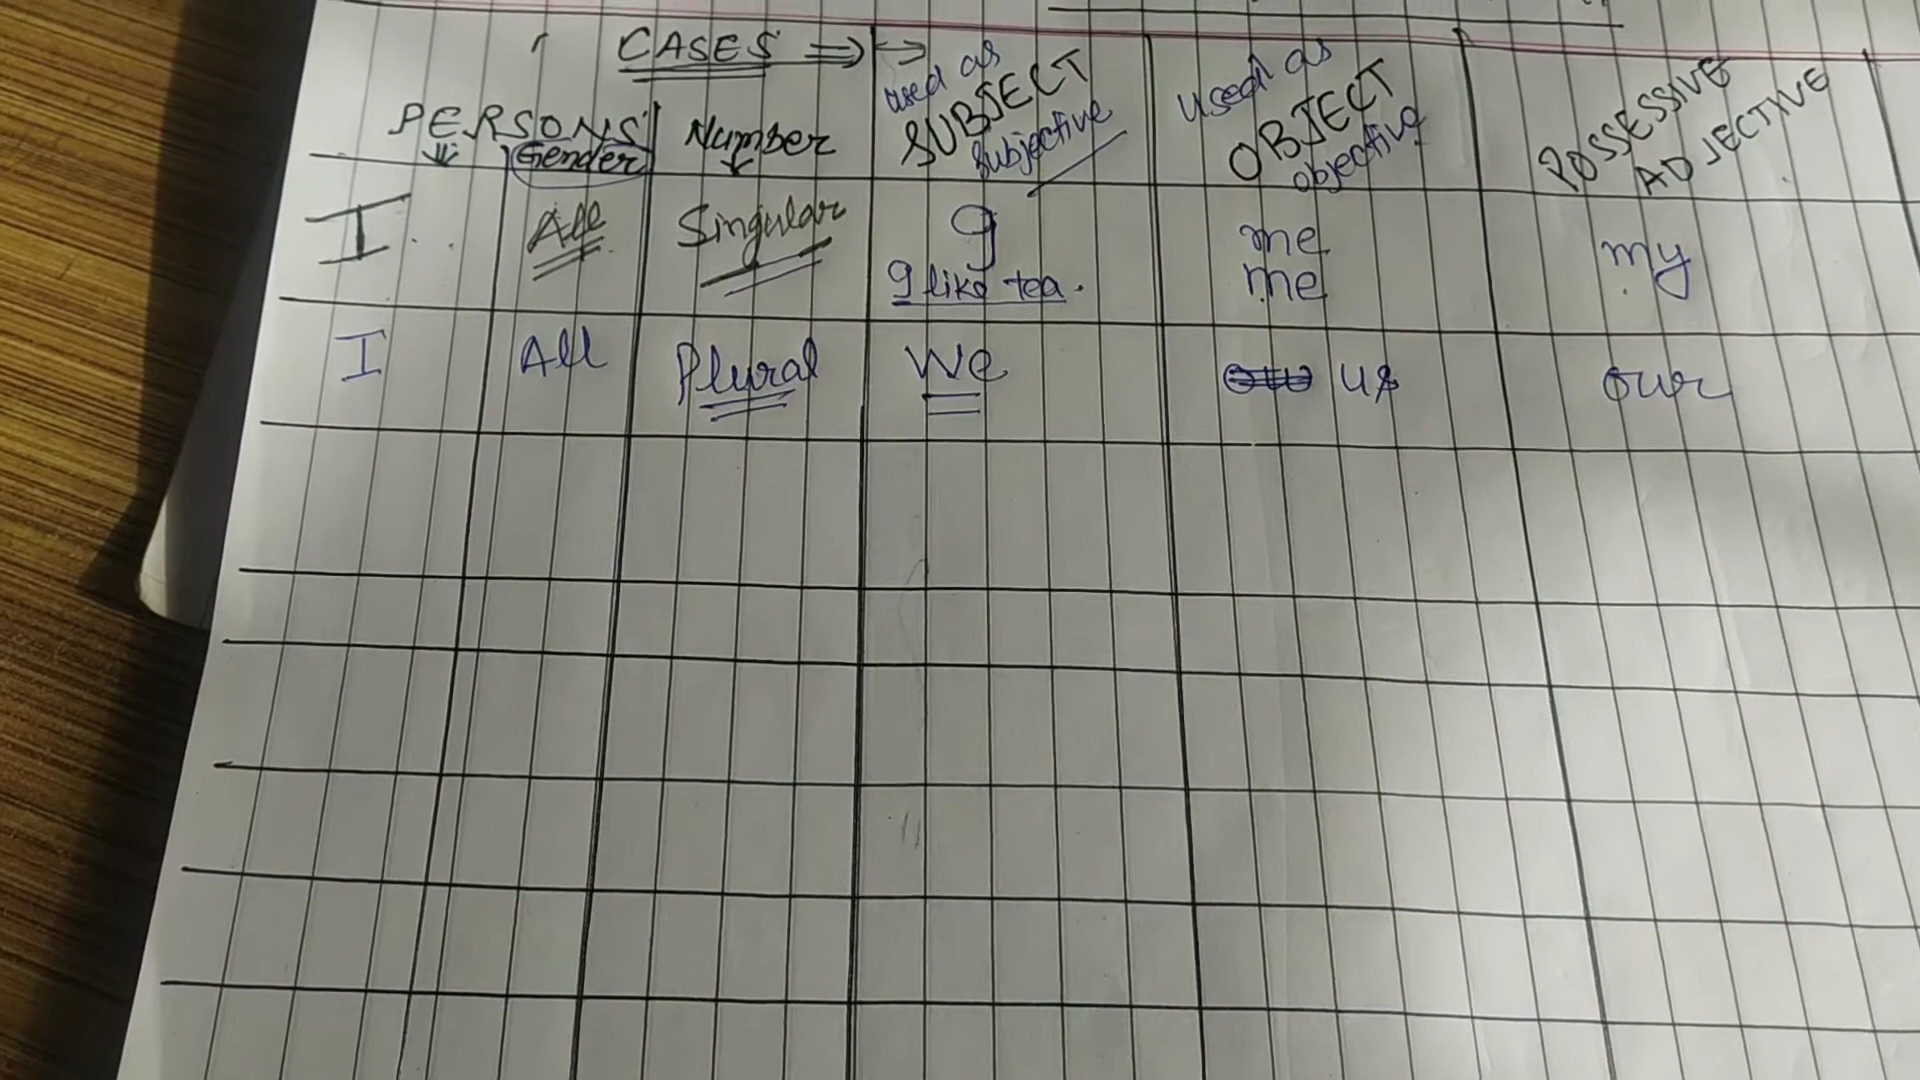 CASES ⇒
used as SUBJECT subjective
used as OBJECT objective
POSSESSIVE ADJECTIVE
PERSONS
Gender
Number
I All Singular I me my
I like tea. me
I All Plural We us our